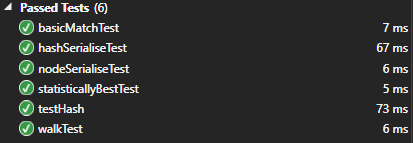 Passed Tests (6)
basicMatchTest 7 ms
hashSerialiseTest 67 ms
nodeSerialiseTest 6 ms
statisticallyBestTest 5 ms
testHash 73 ms
walkTest 6 ms